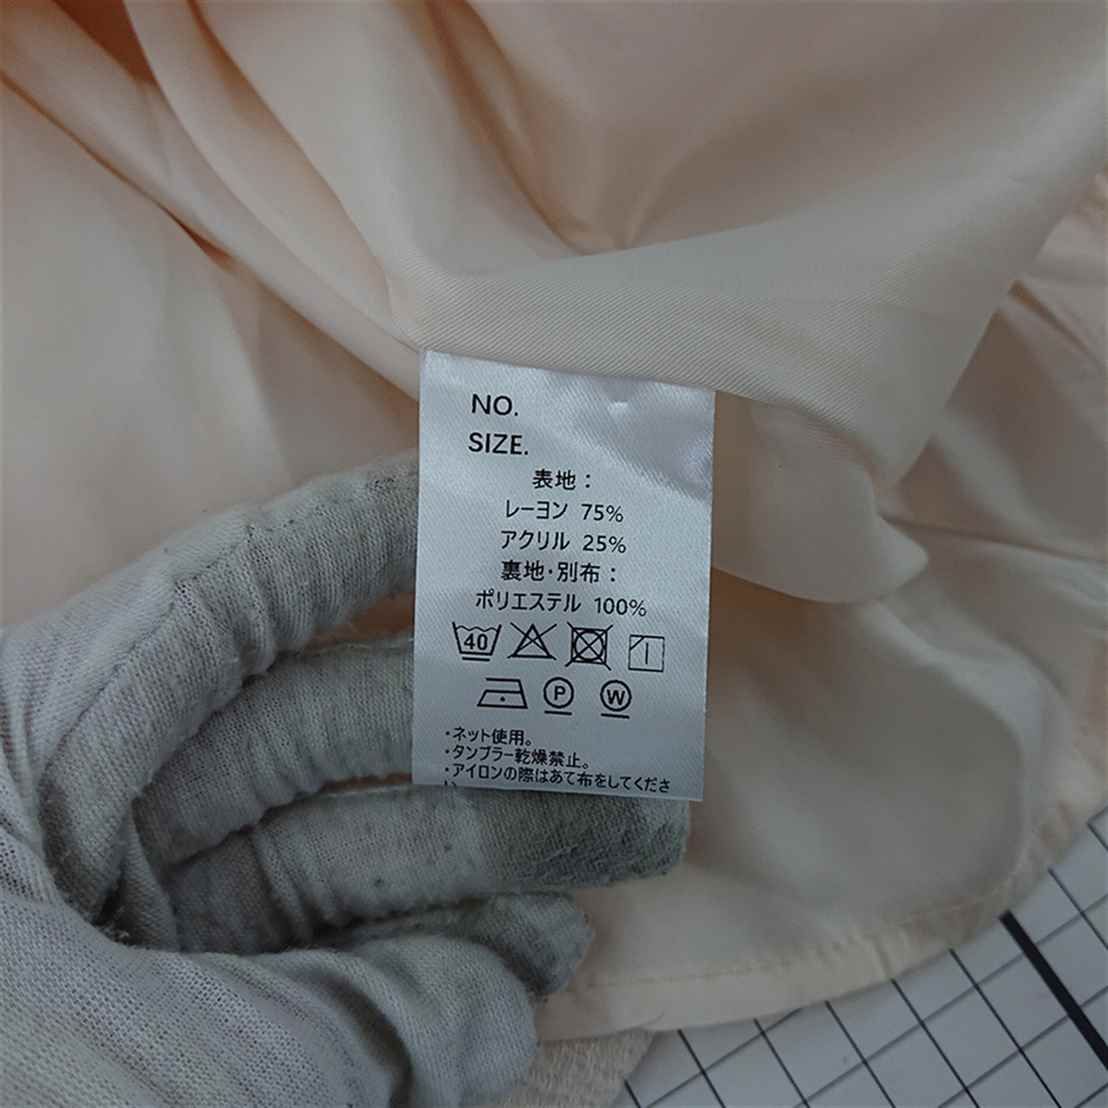 NO.
SIZE.
表地：
レーヨン 75%
アクリル 25%
裏地・別布：
ポリエステル 100%
40
P W
・ネット使用。
・タンブラー乾燥禁止。
・アイロンの際はあて布をしてくださ
い